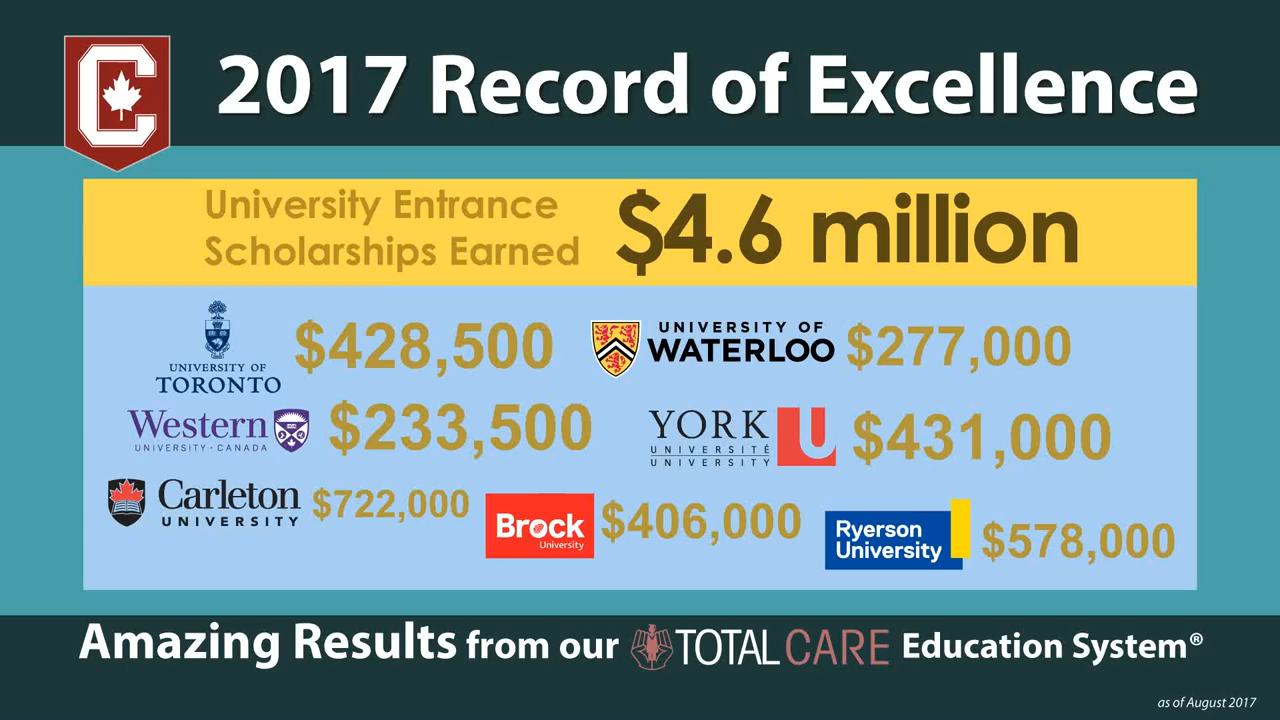 C
2017 Record of Excellence
University Entrance
Scholarships Earned
$4.6 million
UNIVERSITY OF
TORONTO
$428,500
UNIVERSITY OF
WATERLOO
$277,000
Western
UNIVERSITY · CANADA
$233,500
YORK
UNIVERSITÉ
UNIVERSITY
U
$431,000
Carleton
UNIVERSITY
$722,000
Brock
University
$406,000
Ryerson
University
$578,000
Amazing Results from our TOTAL CARE Education System®
as of August 2017